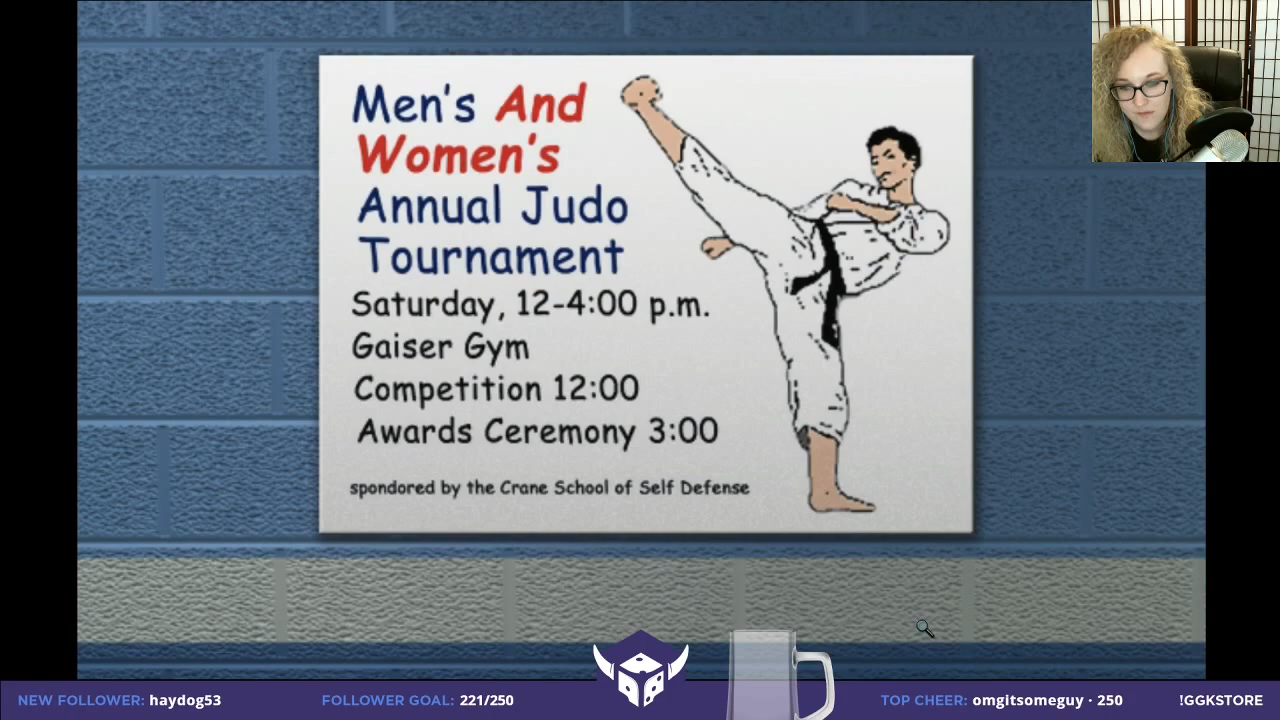 Men's And
Women's
Annual Judo
Tournament
Saturday, 12-4:00 p.m.
Gaiser Gym
Competition 12:00
Awards Ceremony 3:00
spondored by the Crane School of Self Defense
NEW FOLLOWER: haydog53
FOLLOWER GOAL: 221/250
TOP CHEER: omgitsomeguy · 250
!GGKSTORE